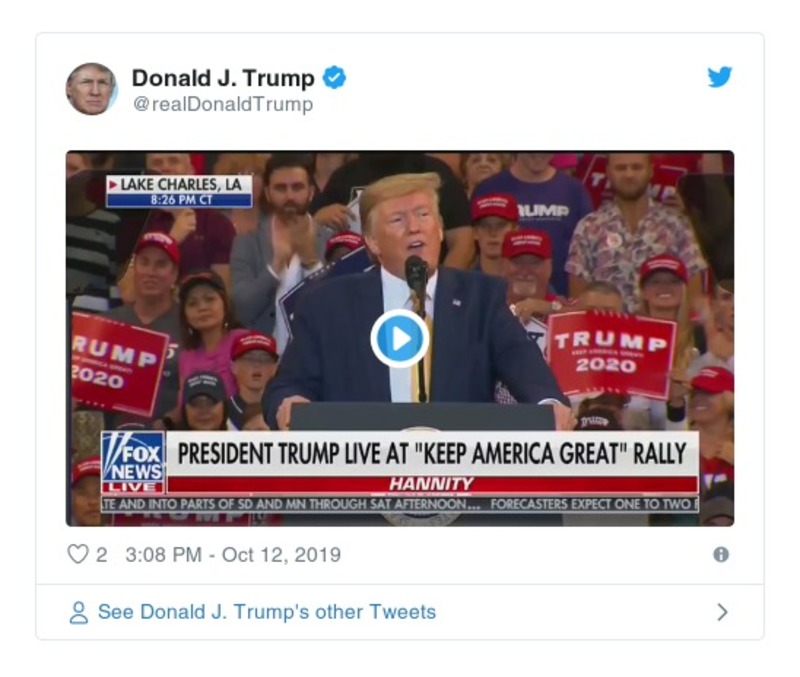 Donald J. Trump
@realDonaldTrump
LAKE CHARLES, LA
8:26 PM CT
RUMP
TRUMP
RUMP
2020
TRUMP
KEEP AMERICA GREAT!
2020
FOX
NEWS
LIVE
PRESIDENT TRUMP LIVE AT "KEEP AMERICA GREAT" RALLY
HANNITY
TE AND INTO PARTS OF SD AND MN THROUGH SAT AFTERNOON... FORECASTERS EXPECT ONE TO TWO
2 3:08 PM - Oct 12, 2019
See Donald J. Trump's other Tweets